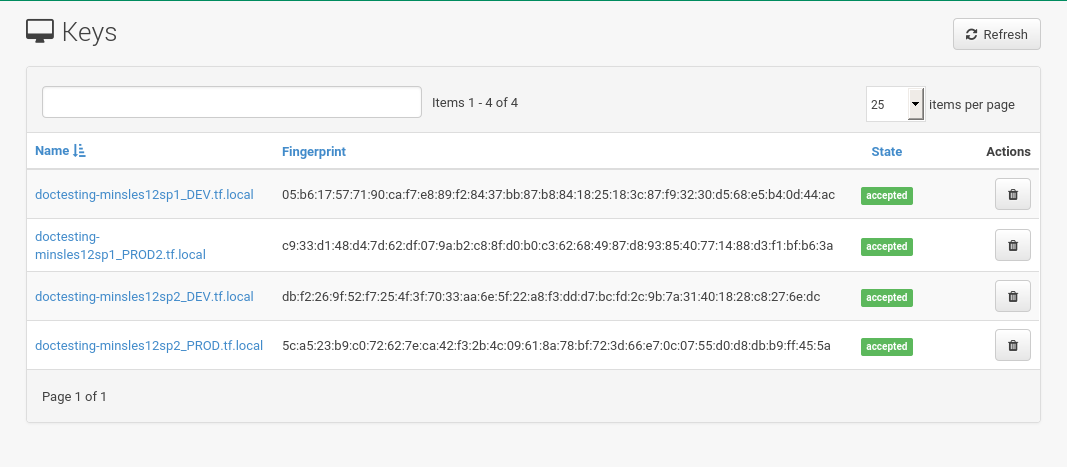 Keys
Refresh
Items 1 - 4 of 4
25 items per page
Name Fingerprint State Actions
doctesting-minsles12sp1_DEV.tf.local 05:b6:17:57:71:90:ca:f7:e8:89:f2:84:37:bb:87:b8:84:18:25:18:3c:87:f9:32:30:d5:68:e5:b4:0d:44:ac accepted
doctesting-
minsles12sp1_PROD2.tf.local c9:33:d1:48:d4:7d:62:df:07:9a:b2:c8:8f:d0:b0:c3:62:68:49:87:d8:93:85:40:77:14:88:d3:f1:bf:b6:3a accepted
doctesting-minsles12sp2_DEV.tf.local db:f2:26:9f:52:f7:25:4f:3f:70:33:aa:6e:5f:22:a8:f3:dd:d7:bc:fd:2c:9b:7a:31:40:18:28:c8:27:6e:dc accepted
doctesting-minsles12sp2_PROD.tf.local 5c:a5:23:b9:c0:72:62:7e:ca:42:f3:2b:4c:09:61:8a:78:bf:72:3d:66:e7:0c:07:55:d0:d8:db:b9:ff:45:5a accepted
Page 1 of 1